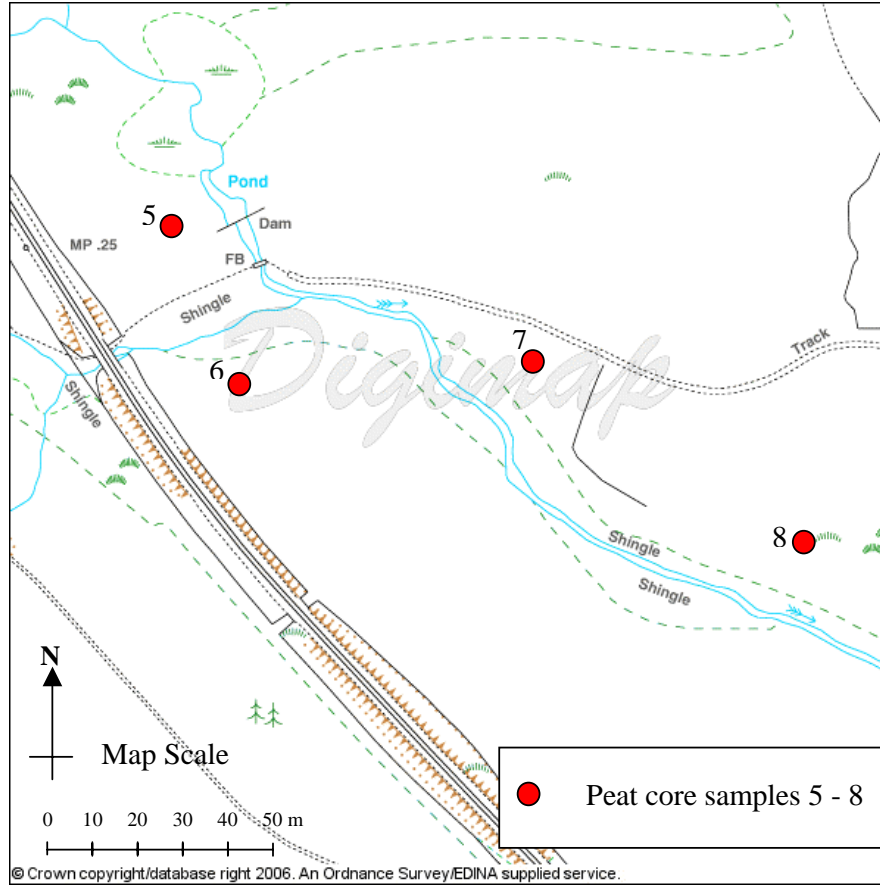 Pond
5
Dam
MP .25
FB
Shingle
7
Track
Digimap
6
Shingle
8
Shingle
Shingle
N
Map Scale
0 10 20 30 40 50 m
Peat core samples 5 - 8
© Crown copyright/database right 2006. An Ordnance Survey/EDINA supplied service.